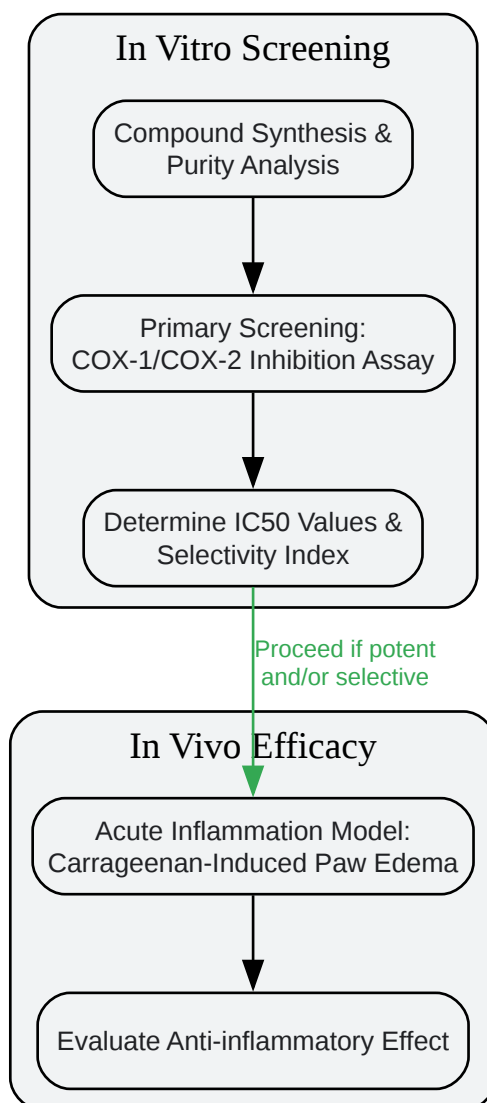 In Vitro Screening
Compound Synthesis &
Purity Analysis
Primary Screening:
COX-1/COX-2 Inhibition Assay
Determine IC50 Values &
Selectivity Index
Proceed if potent
and/or selective
In Vivo Efficacy
Acute Inflammation Model:
Carrageenan-Induced Paw Edema
Evaluate Anti-inflammatory Effect